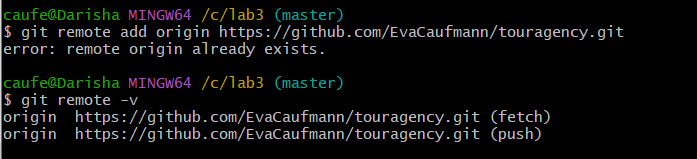 caufe@Darisha MINGW64 /c/lab3 (master)
$ git remote add origin https://github.com/EvaCaufmann/touragency.git
error: remote origin already exists.
caufe@Darisha MINGW64 /c/lab3 (master)
$ git remote -v
origin  https://github.com/EvaCaufmann/touragency.git (fetch)
origin  https://github.com/EvaCaufmann/touragency.git (push)